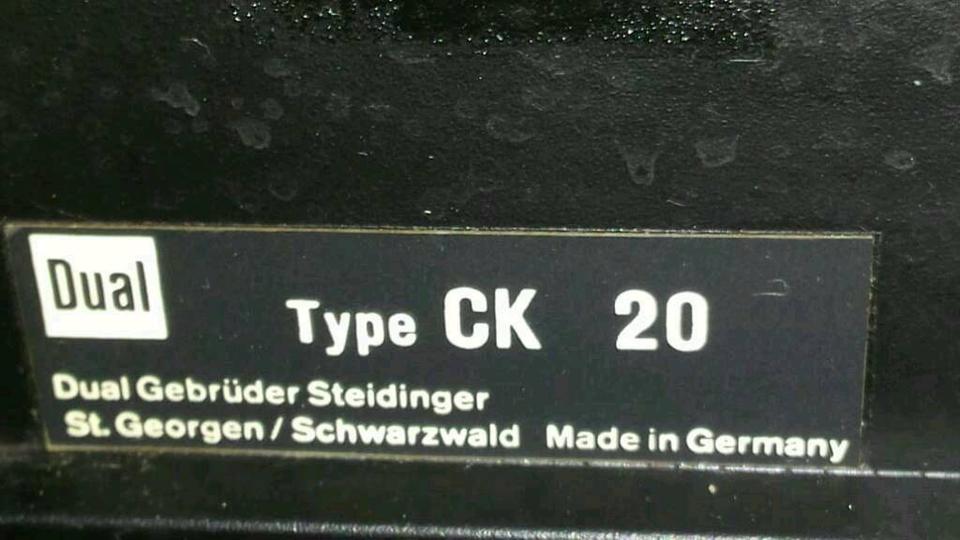 Dual
Type CK 20
Dual Gebrüder Steidinger
St. Georgen / Schwarzwald Made in Germany